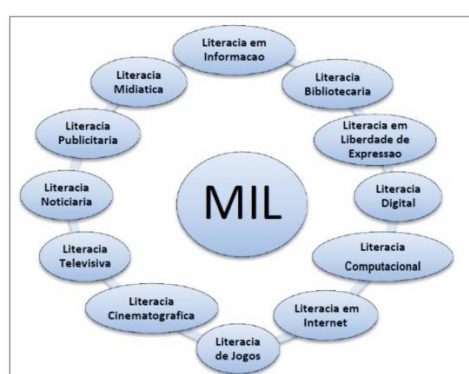 Literacia em
Informacao
Literacia
Bibliotecaria
Literacia em
Liberdade de
Expressao
Literacia
Digital
Literacia
Computacional
Literacia em
Internet
Literacia
de Jogos
Literacia
Cinematografica
Literacia
Televisiva
Literacia
Noticiaria
Literacia
Publicitaria
Literacia
Midiatica
MIL